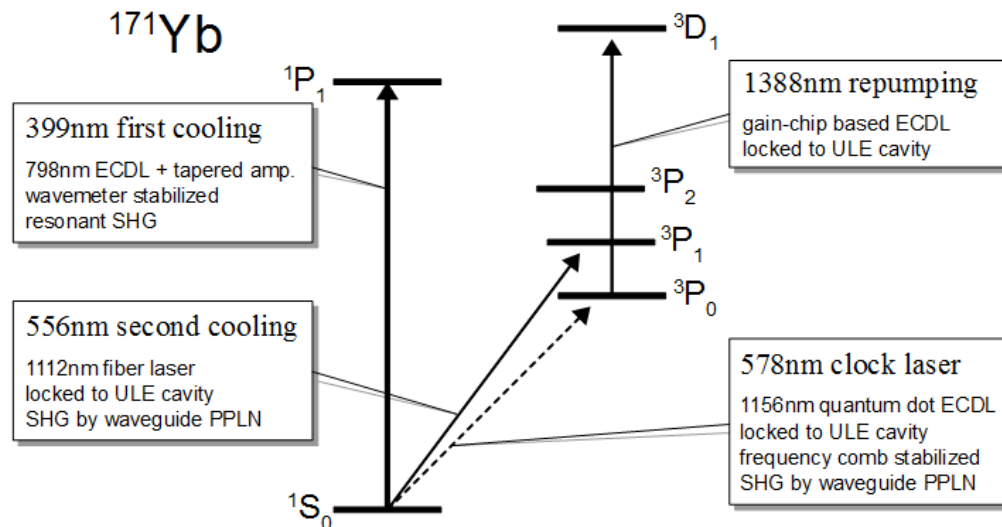 ¹⁷¹Yb
³D₁
¹P₁
399nm first cooling
798nm ECDL + tapered amp.
wavemeter stabilized
resonant SHG
1388nm repumping
gain-chip based ECDL
locked to ULE cavity
³P₂
³P₁
³P₀
556nm second cooling
1112nm fiber laser
locked to ULE cavity
SHG by waveguide PPLN
578nm clock laser
1156nm quantum dot ECDL
locked to ULE cavity
frequency comb stabilized
SHG by waveguide PPLN
¹S₀